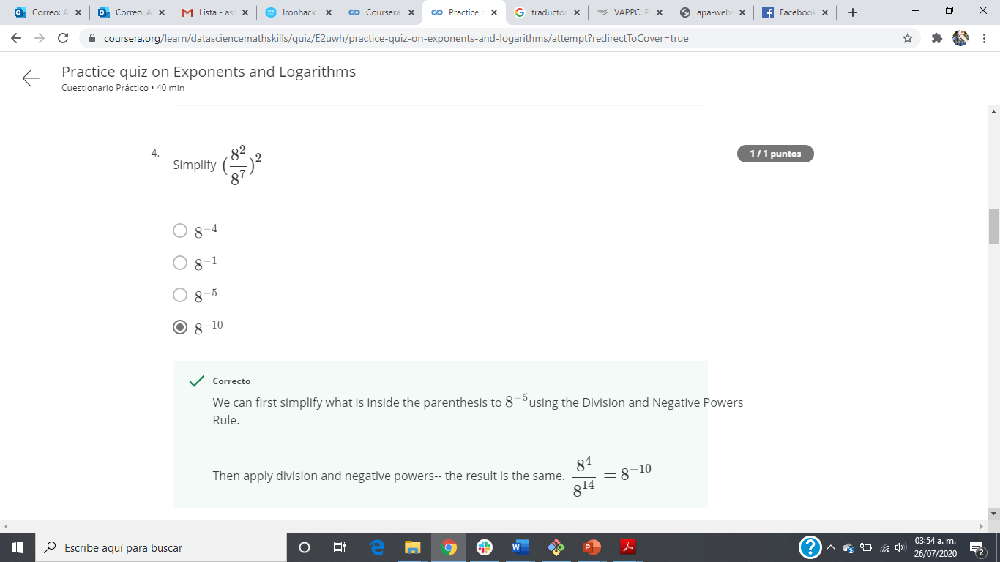 Correo: A
Correo: A
Lista - as
Ironhack
Coursera
Practice
traductor
VAPPC: P
apa-web
Facebook
coursera.org/learn/datasciencemathskills/quiz/E2uwh/practice-quiz-on-exponents-and-logarithms/attempt?redirectToCover=true
Practice quiz on Exponents and Logarithms
Cuestionario Práctico • 40 min
4.
Simplify (8^2/8^7)^2
1 / 1 puntos
8^−4
8^−1
8^−5
8^−10
Correcto
We can first simplify what is inside the parenthesis to 8^−5 using the Division and Negative Powers
Rule.
Then apply division and negative powers-- the result is the same. 8^4/8^14 = 8^−10
Escribe aquí para buscar
03:54 a. m.
26/07/2020
2